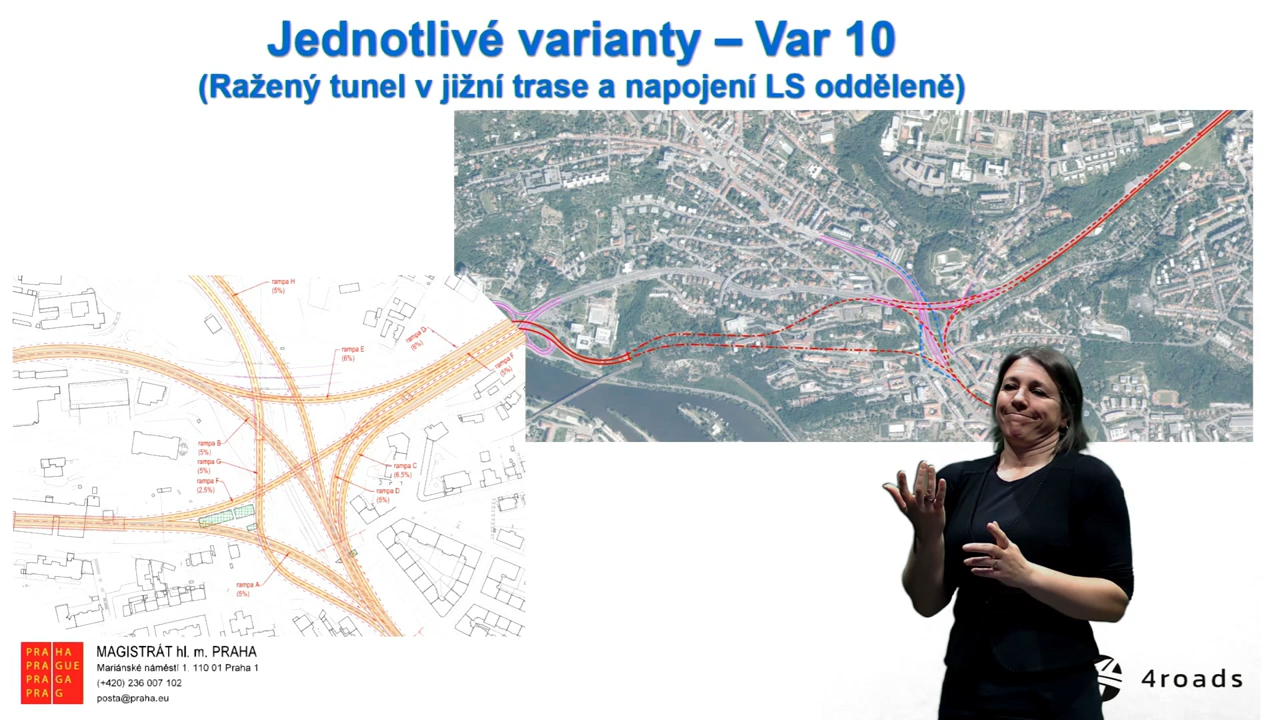 Jednotlivé varianty – Var 10
(Ražený tunel v jižní trase a napojení LS odděleně)
rampa H
(5%)
rampa E
(6%)
rampa D
(6%)
rampa F
(5%)
rampa B
(5%)
rampa G
(5%)
rampa F
(2,5%)
rampa C
(6,5%)
rampa D
(5%)
rampa A
(5%)
PRA HA
PRA GUE
PRA GA
PRA G
MAGISTRÁT hl. m. PRAHA
Mariánské náměstí 1, 110 01 Praha 1
(+420) 236 007 102
posta@praha.eu
4roads